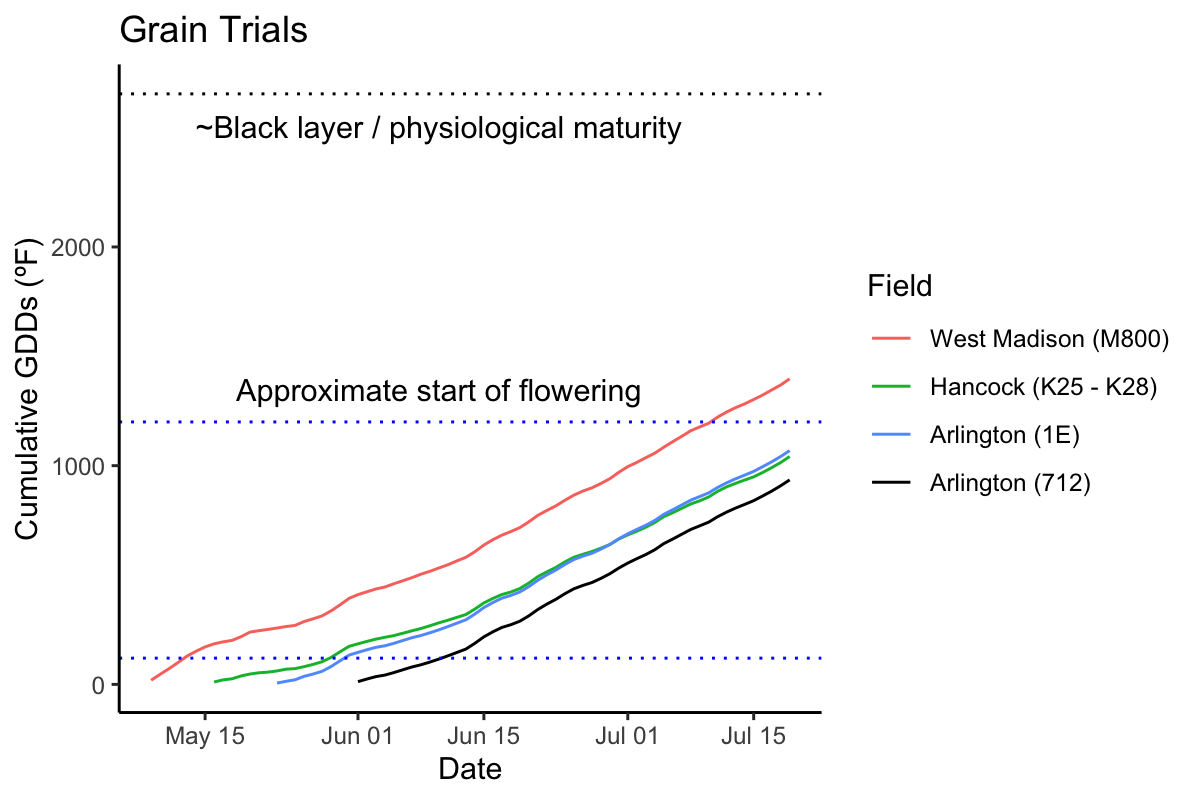 Grain Trials
~Black layer / physiological maturity
Approximate start of flowering
Cumulative GDDs (°F)
2000
1000
0
May 15
Jun 01
Jun 15
Jul 01
Jul 15
Date
Field
West Madison (M800)
Hancock (K25 - K28)
Arlington (1E)
Arlington (712)